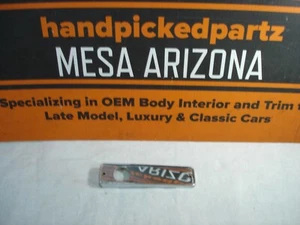 handpickedpartz
MESA ARIZONA
Specializing in OEM Body Interior and Trim
Late Model, Luxury & Classic Cars